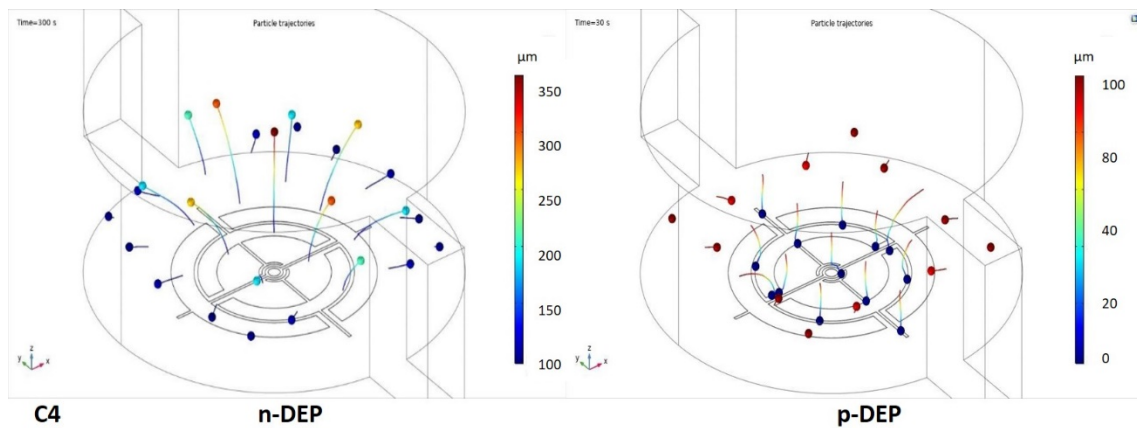 Time=300 s
Particle trajectories
µm
350
300
250
200
150
100
z
y
x
Time=30 s
Particle trajectories
µm
100
80
60
40
20
0
z
y
x
C4
n-DEP
p-DEP